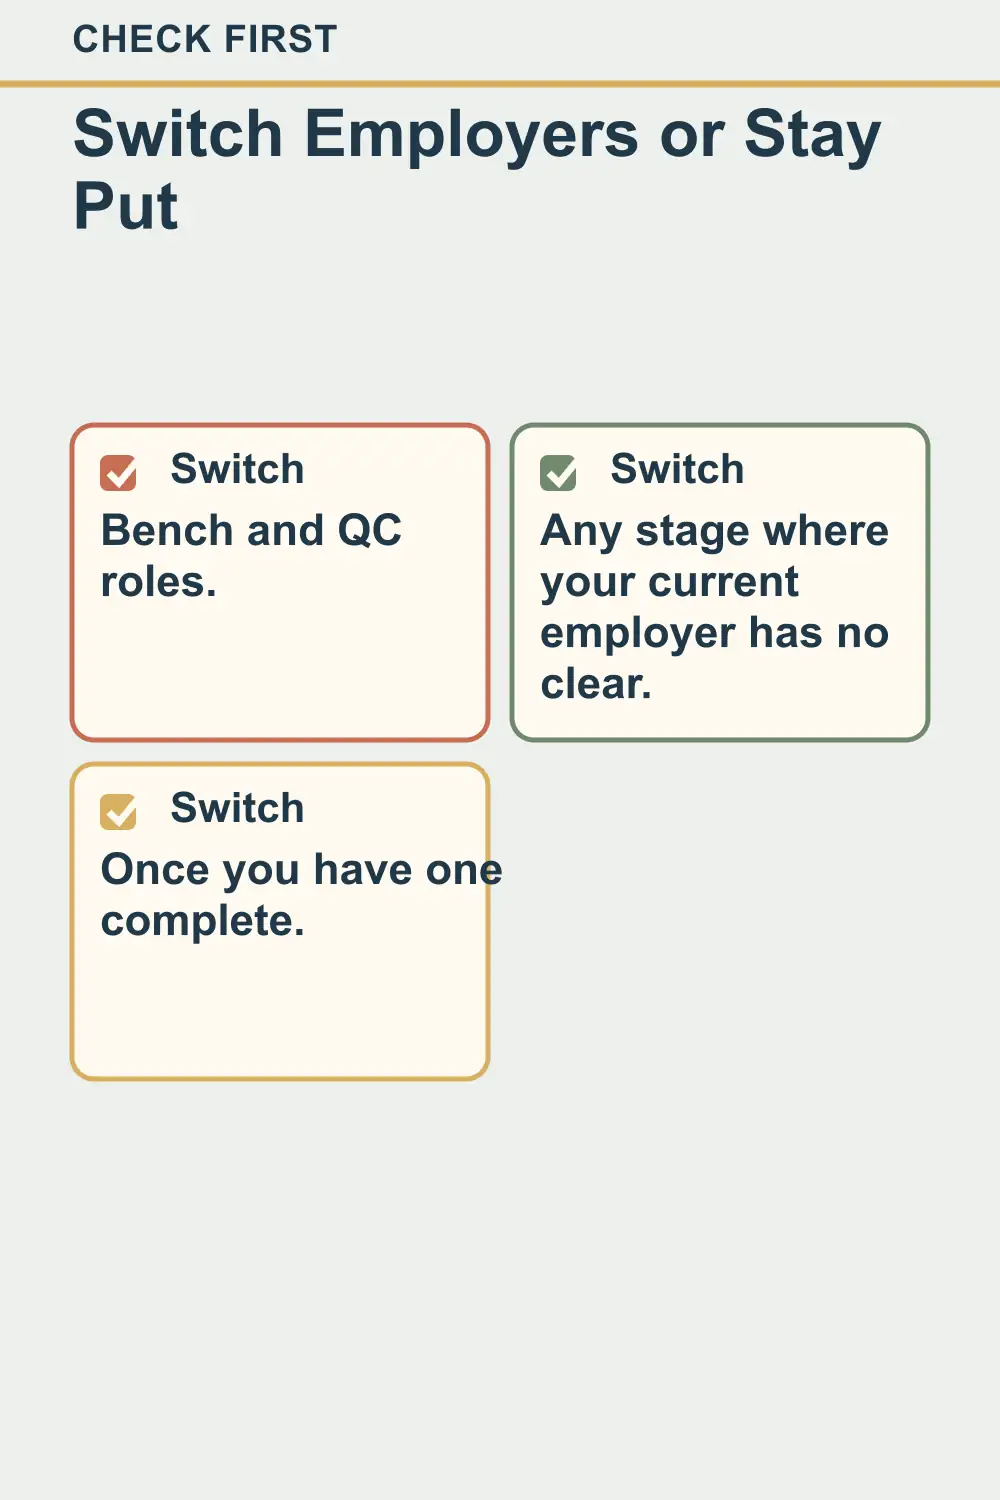 CHECK FIRST
Switch Employers or Stay
Put
Switch
Bench and QC
roles.
Switch
Any stage where
your current
employer has no
clear.
Switch
Once you have one
complete.